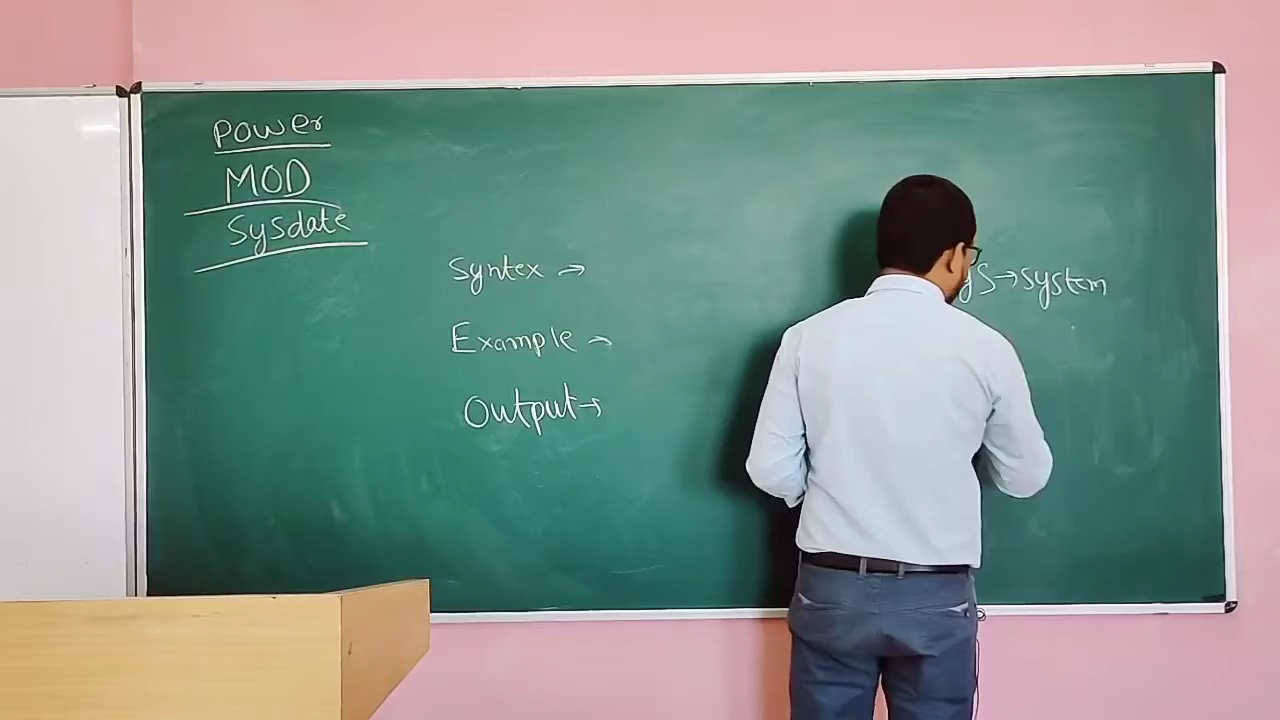 Power
MOD
Sysdate
Syntex →
yS→System
Example →
Output→